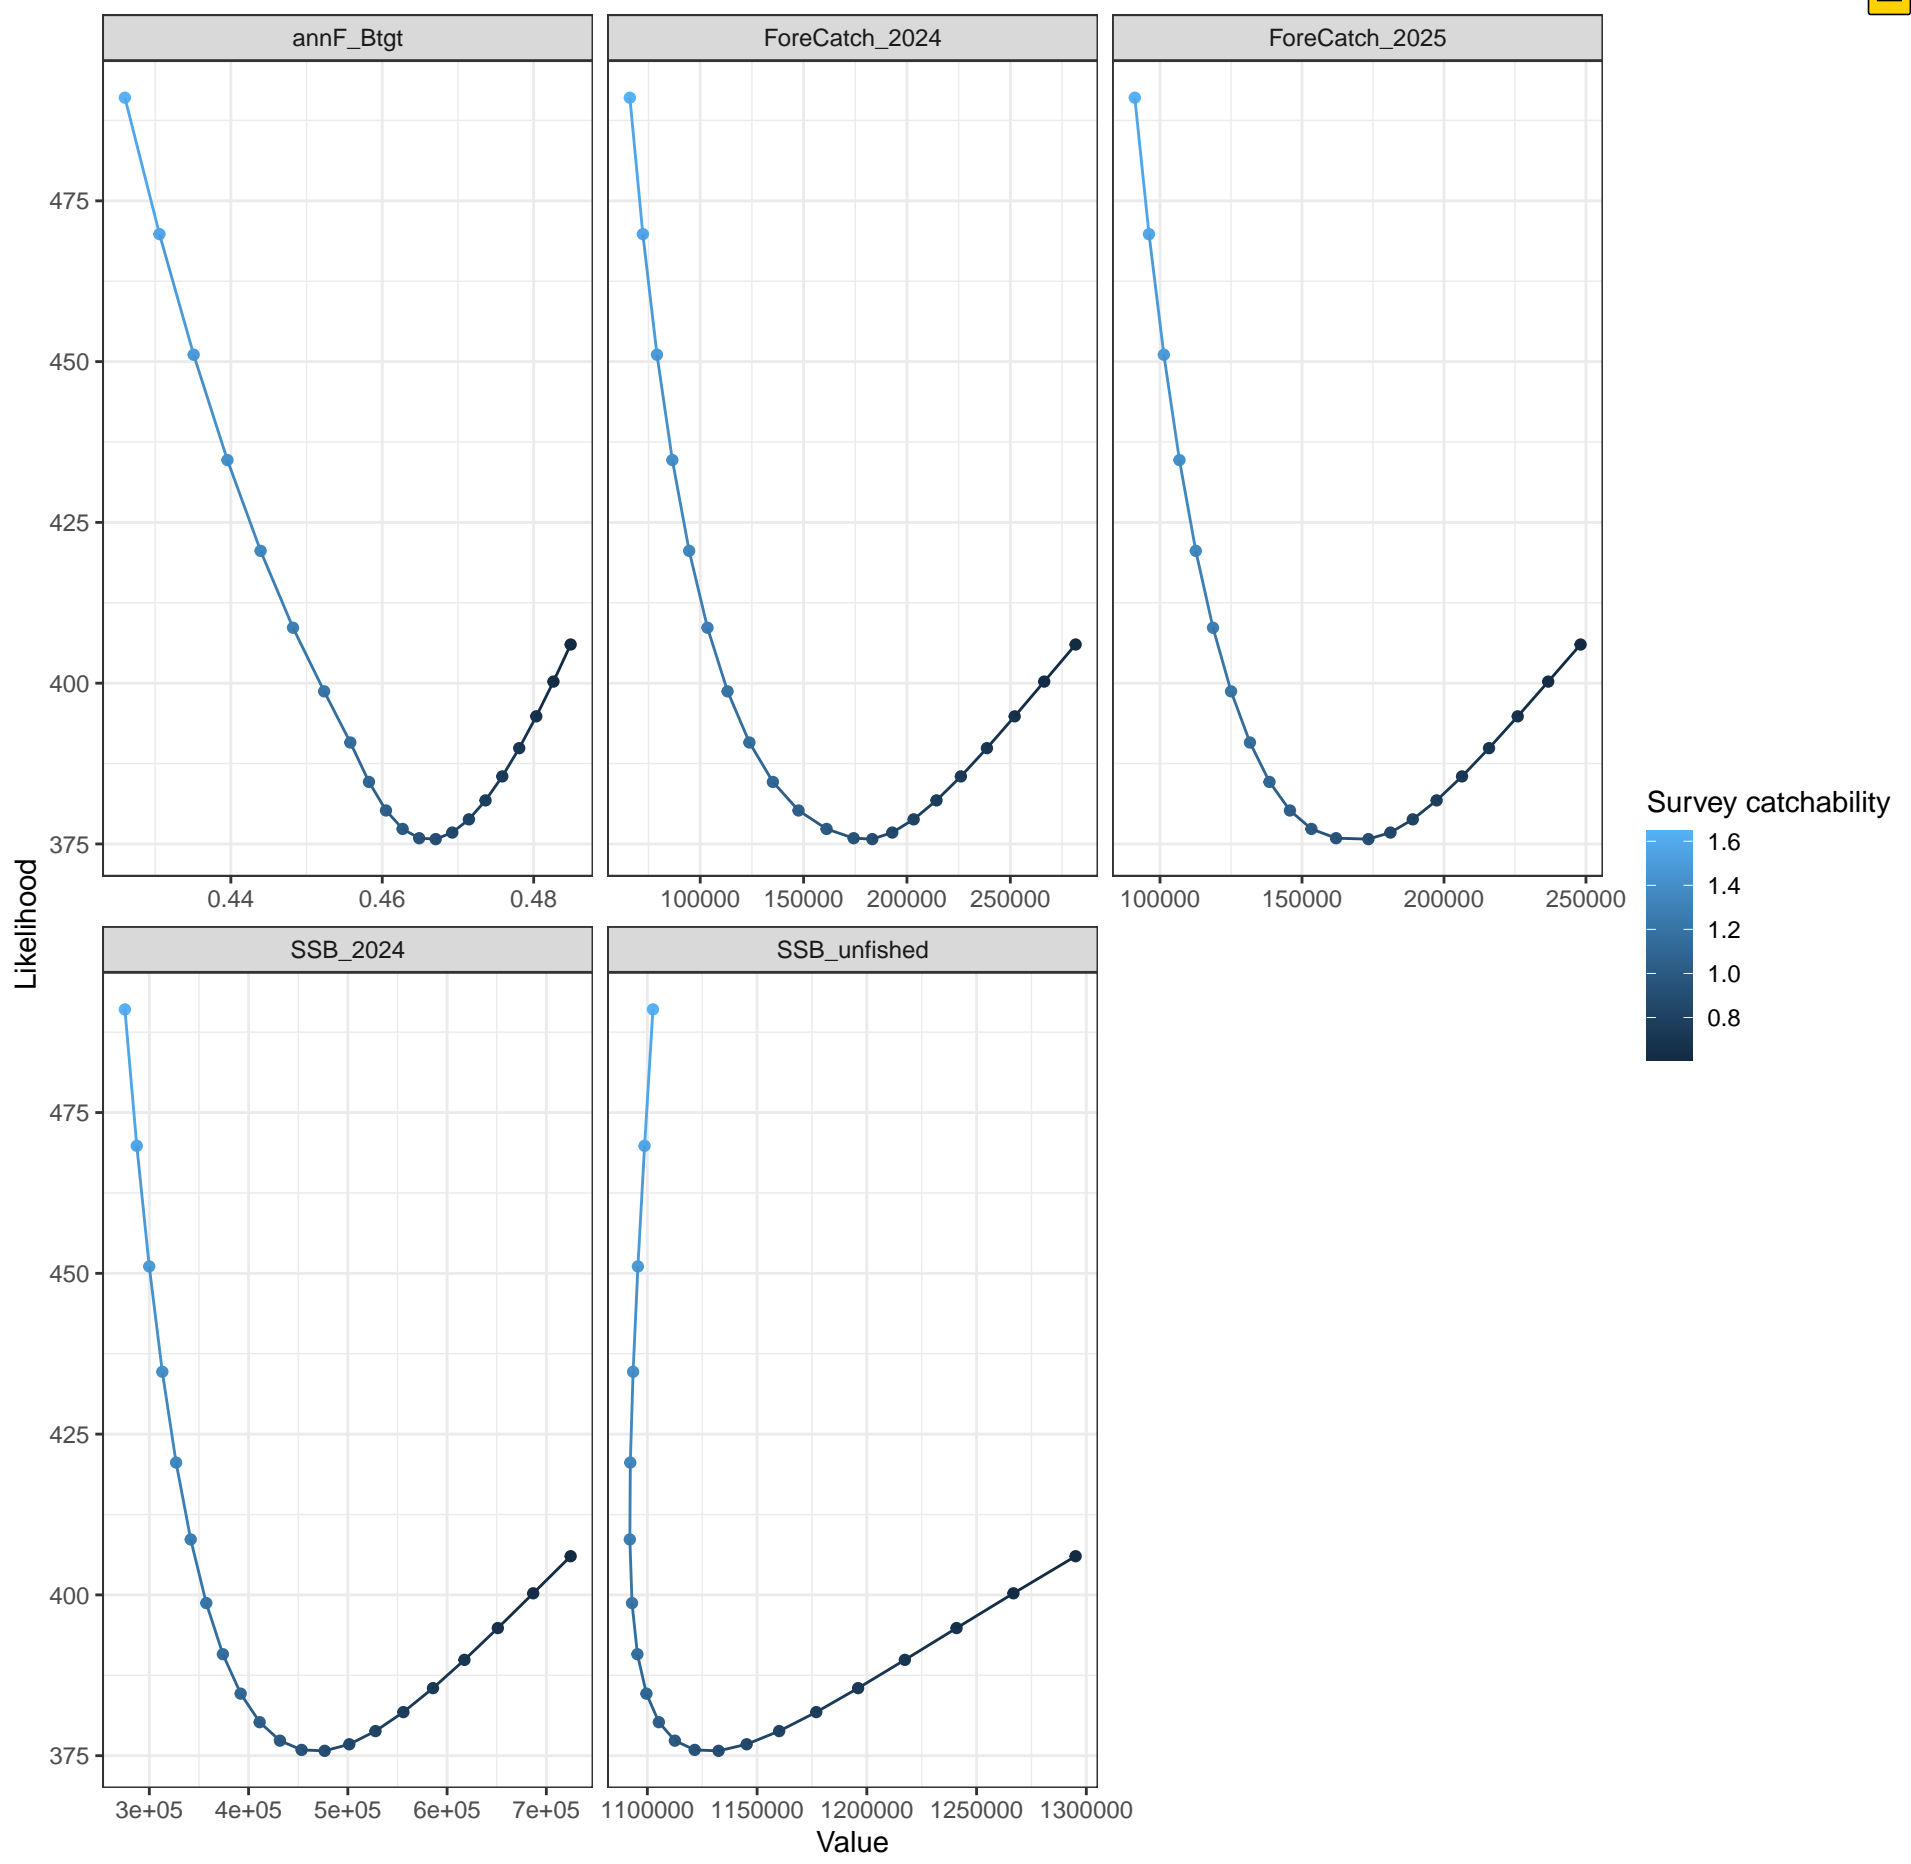 annF_Btgt
ForeCatch_2024
ForeCatch_2025
475
450
425
400
375
0.44 0.46 0.48
100000 150000 200000 250000
100000 150000 200000 250000
Likelihood
Survey catchability
1.6
1.4
1.2
1.0
0.8
SSB_2024
SSB_unfished
475
450
425
400
375
3e+05 4e+05 5e+05 6e+05 7e+05
1100000 1150000 1200000 1250000 1300000
Value